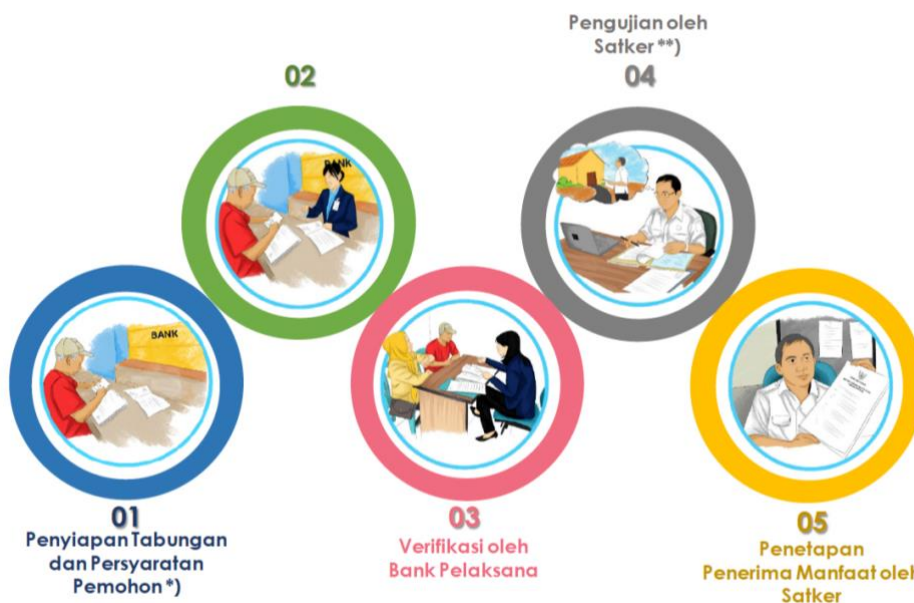 01
Penyiapan Tabungan
dan Persyaratan
Pemohon *)
02
BANK
BANK
03
Verifikasi oleh
Bank Pelaksana
Pengujian oleh
Satker **)
04
05
Penetapan
Penerima Manfaat oleh
Satker